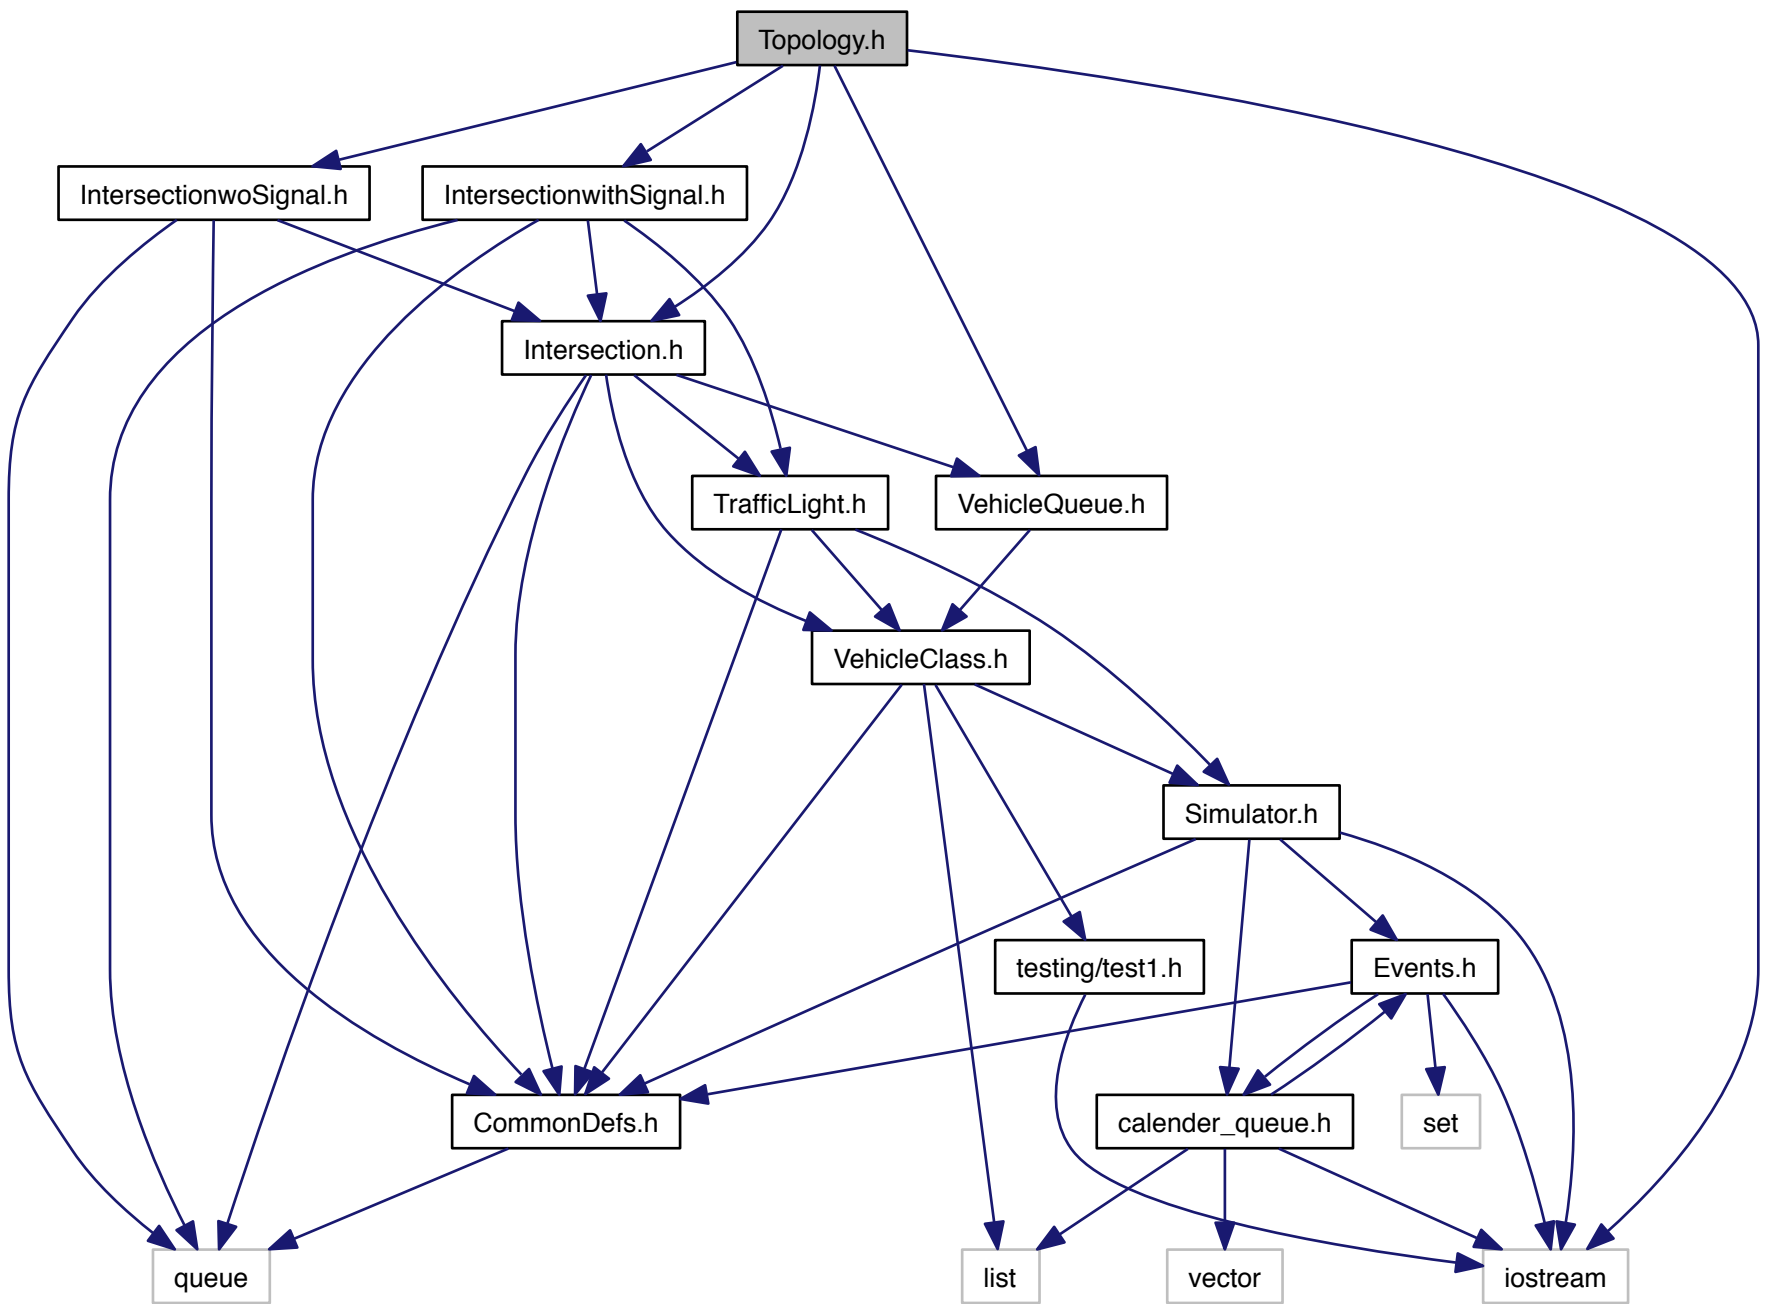 Topology.h
IntersectionwoSignal.h
IntersectionwithSignal.h
Intersection.h
TrafficLight.h
VehicleQueue.h
VehicleClass.h
Simulator.h
testing/test1.h
Events.h
CommonDefs.h
calender_queue.h
set
queue
list
vector
iostream